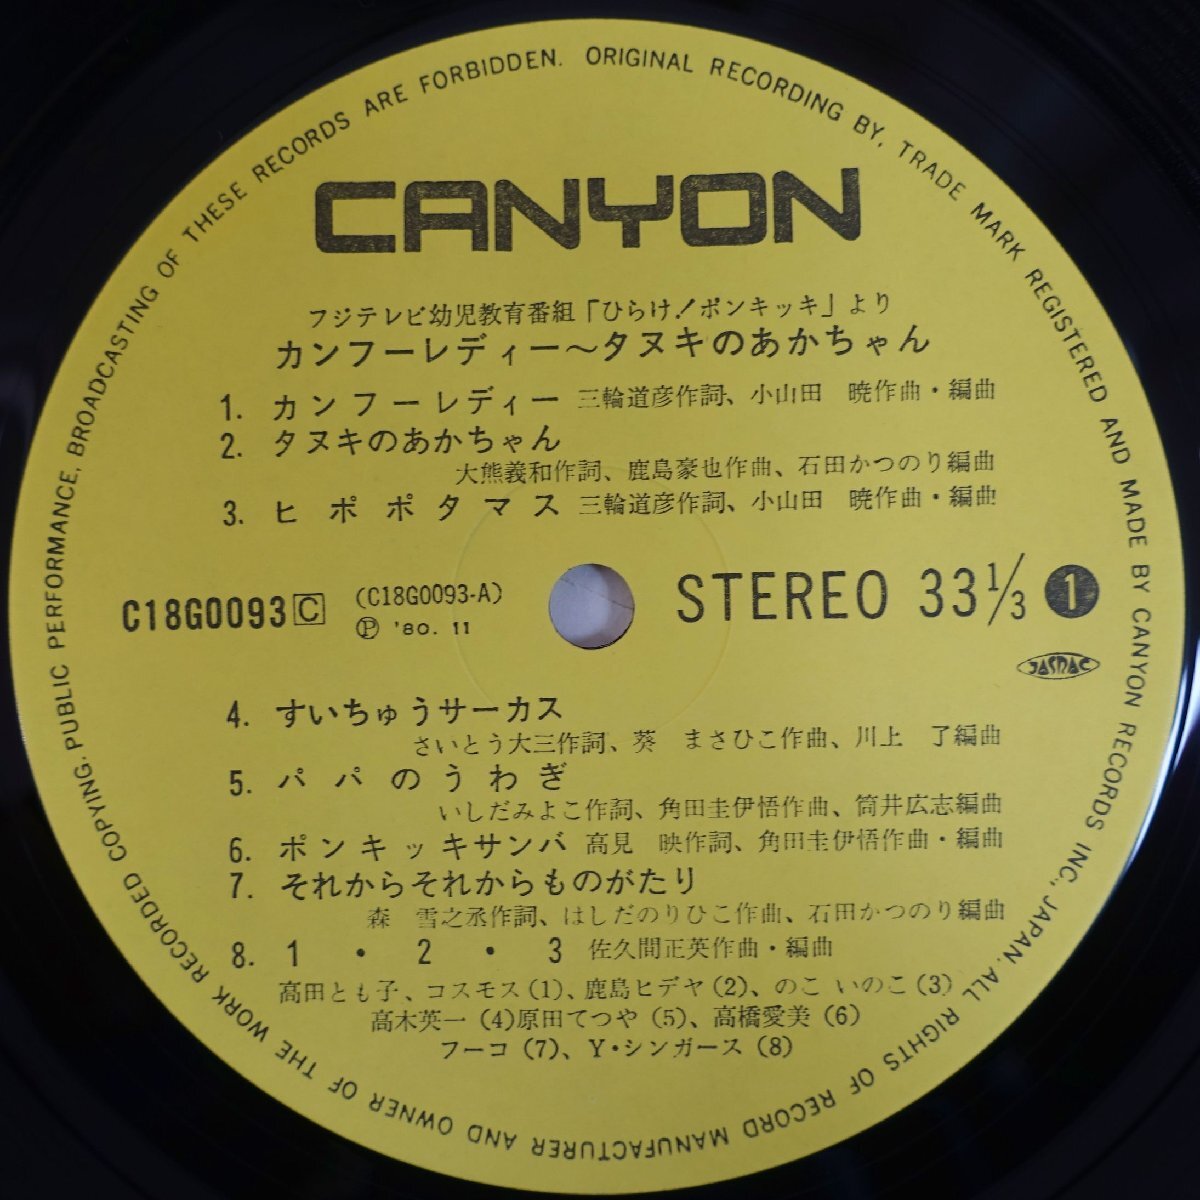 ORIGINAL RECORDING BY, TRADE MARK REGISTERED AND MADE BY CANYON RECORDS INC., JAPAN. ALL RIGHTS OF RECORD MANUFACTURER AND OWNER OF THE WORK RECORDED COPYING. PUBLIC PERFORMANCE, BROADCASTING OF THESE RECORDS ARE FORBIDDEN.
CANYON
フジテレビ幼児教育番組「ひらけ!ポンキッキ」より
カンフーレディー～タヌキのあかちゃん
1. カンフーレディー 三輪道彦作詞、小山田 暁作曲・編曲
2. タヌキのあかちゃん
大熊義和作詞、鹿島豪也作曲、石田かつのり編曲
3. ヒポポタマス 三輪道彦作詞、小山田 暁作曲・編曲
C18G0093 C (C18G0093-A) STEREO 33 1/3 1
Ⓟ '80. 11
JASRAC
4. すいちゅうサーカス
さいとう大三作詞、葵 まさひこ作曲、川上 了編曲
5. パパのうわぎ
いしだみよこ作詞、角田圭伊悟作曲、筒井広志編曲
6. ポンキッキサンバ 高見 映作詞、角田圭伊悟作曲・編曲
7. それからそれからものがたり
森 雪之丞作詞、はしだのりひこ作曲、石田かつのり編曲
8. 1・2・3 佐久間正英作曲・編曲
高田とも子、コスモス(1)、鹿島ヒデヤ(2)、のこ いのこ(3)
高木英一(4)原田てつや(5)、高橋愛美(6)
フーコ(7)、Y・シンガース(8)